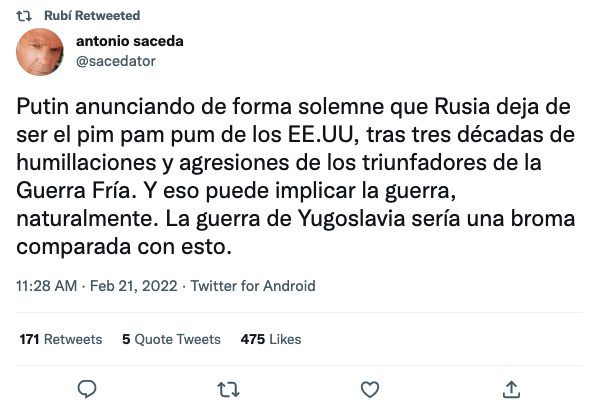 Rubí Retweeted
antonio saceda
@sacedator
Putin anunciando de forma solemne que Rusia deja de
ser el pim pam pum de los EE.UU, tras tres décadas de
humillaciones y agresiones de los triunfadores de la
Guerra Fría. Y eso puede implicar la guerra,
naturalmente. La guerra de Yugoslavia sería una broma
comparada con esto.
11:28 AM · Feb 21, 2022 · Twitter for Android
171 Retweets 5 Quote Tweets 475 Likes